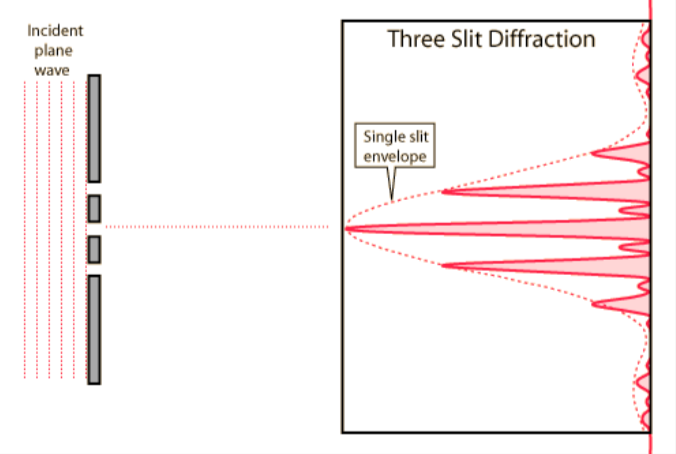 Incident
plane
wave
Three Slit Diffraction
Single slit
envelope